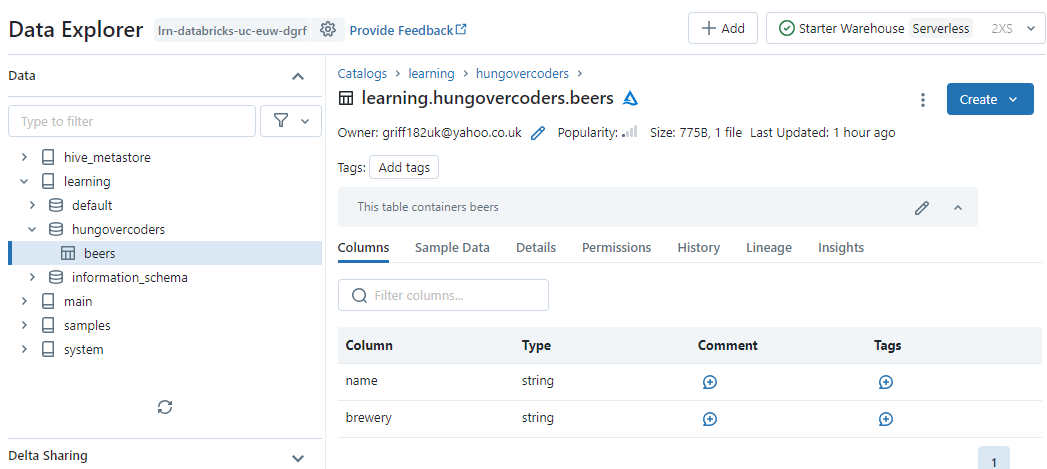 Data Explorer lrn-databricks-uc-euw-dgrf Provide Feedback
Add
Starter Warehouse Serverless 2XS
Data
Type to filter
hive_metastore
learning
default
hungovercoders
beers
information_schema
main
samples
system
Delta Sharing
Catalogs > learning > hungovercoders >
learning.hungovercoders.beers
Create
Owner: griff182uk@yahoo.co.uk Popularity: Size: 775B, 1 file Last Updated: 1 hour ago
Tags: Add tags
This table containers beers
Columns Sample Data Details Permissions History Lineage Insights
Filter columns...
Column Type Comment Tags
name string
brewery string
1